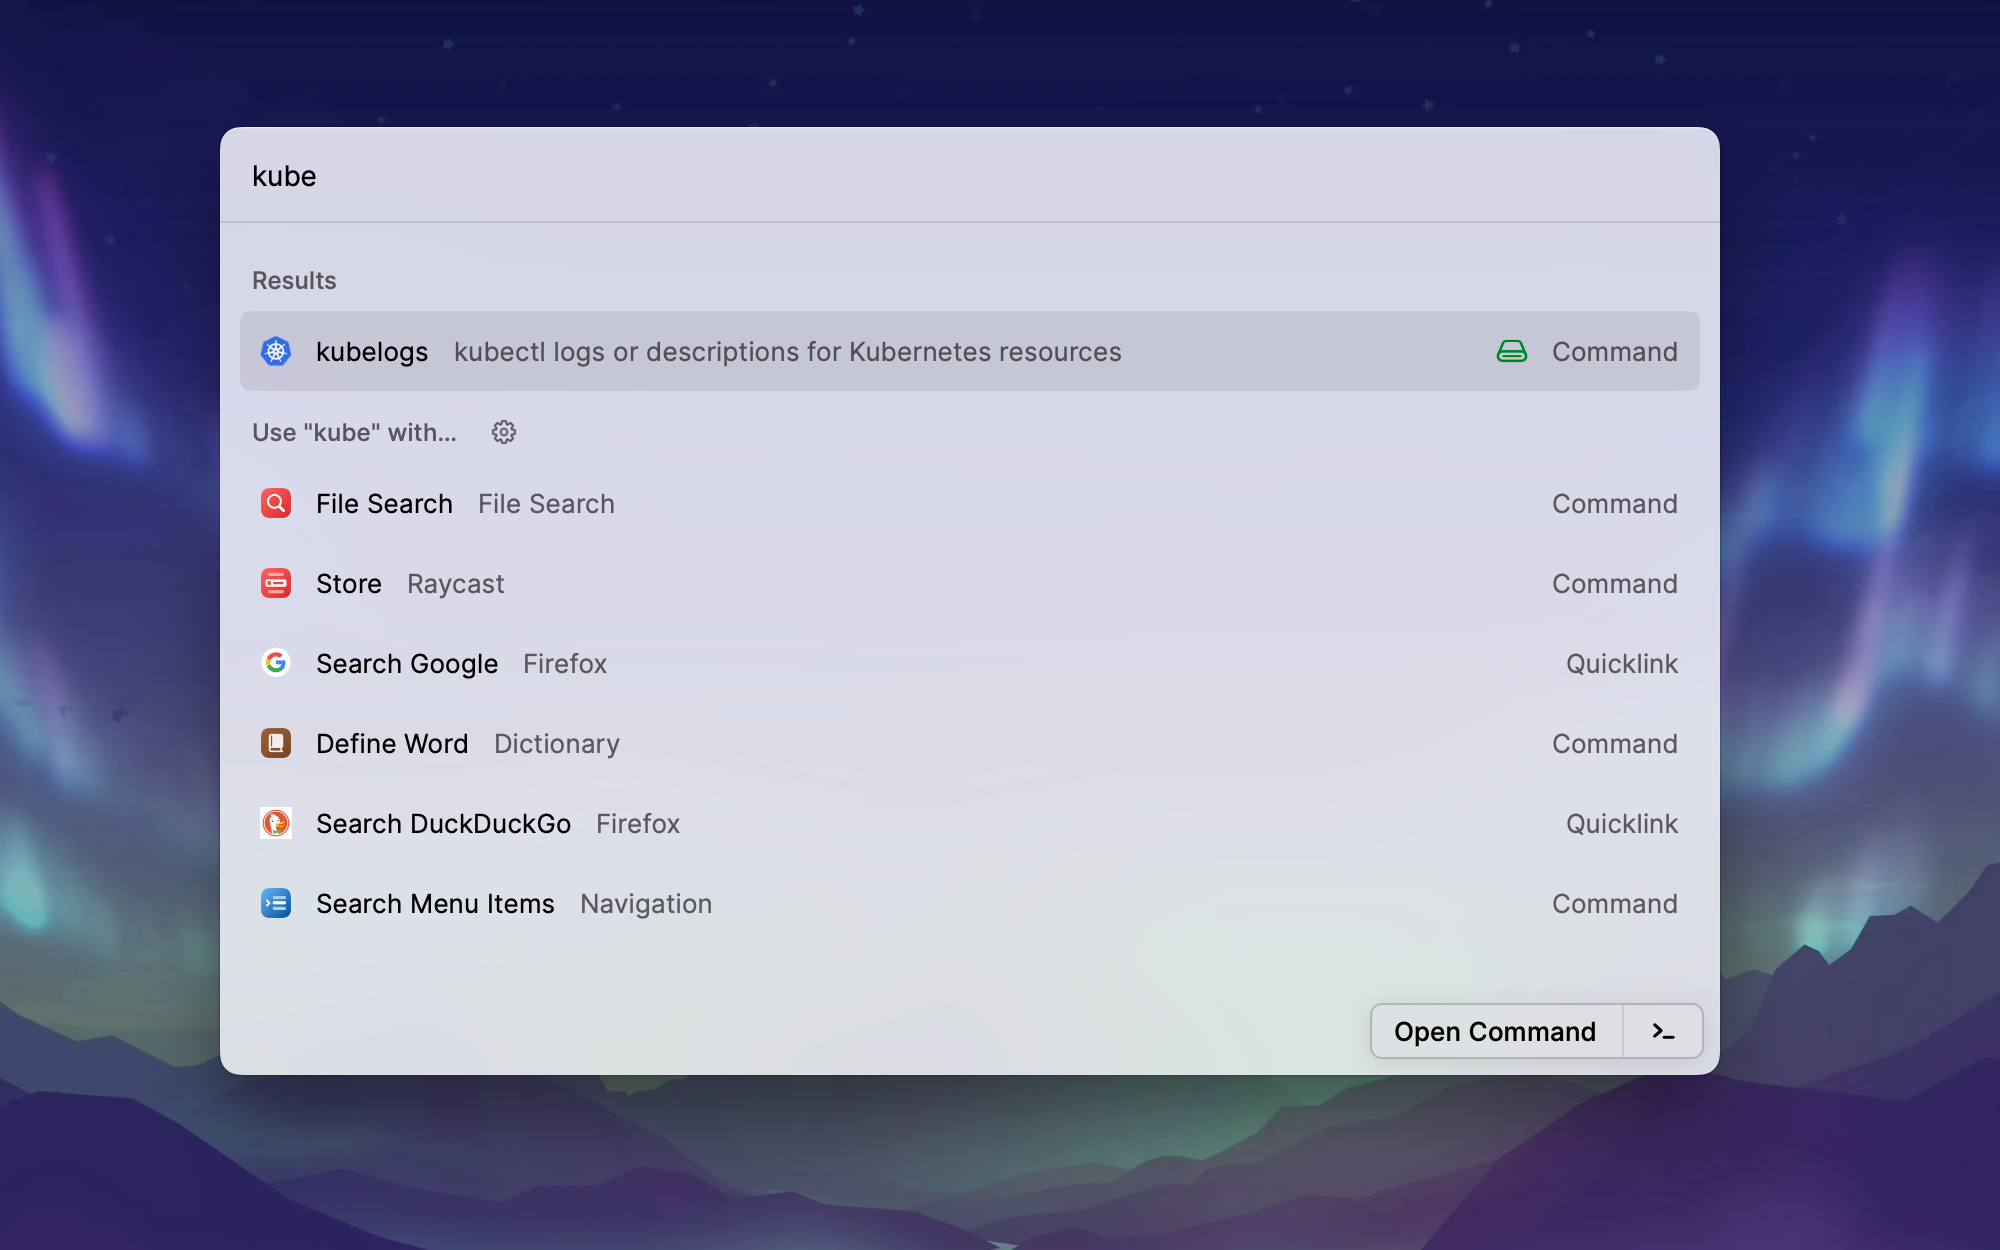 kube
Results
kubelogs kubectl logs or descriptions for Kubernetes resources Command
Use "kube" with...
File Search File Search Command
Store Raycast Command
Search Google Firefox Quicklink
Define Word Dictionary Command
Search DuckDuckGo Firefox Quicklink
Search Menu Items Navigation Command
Open Command >_